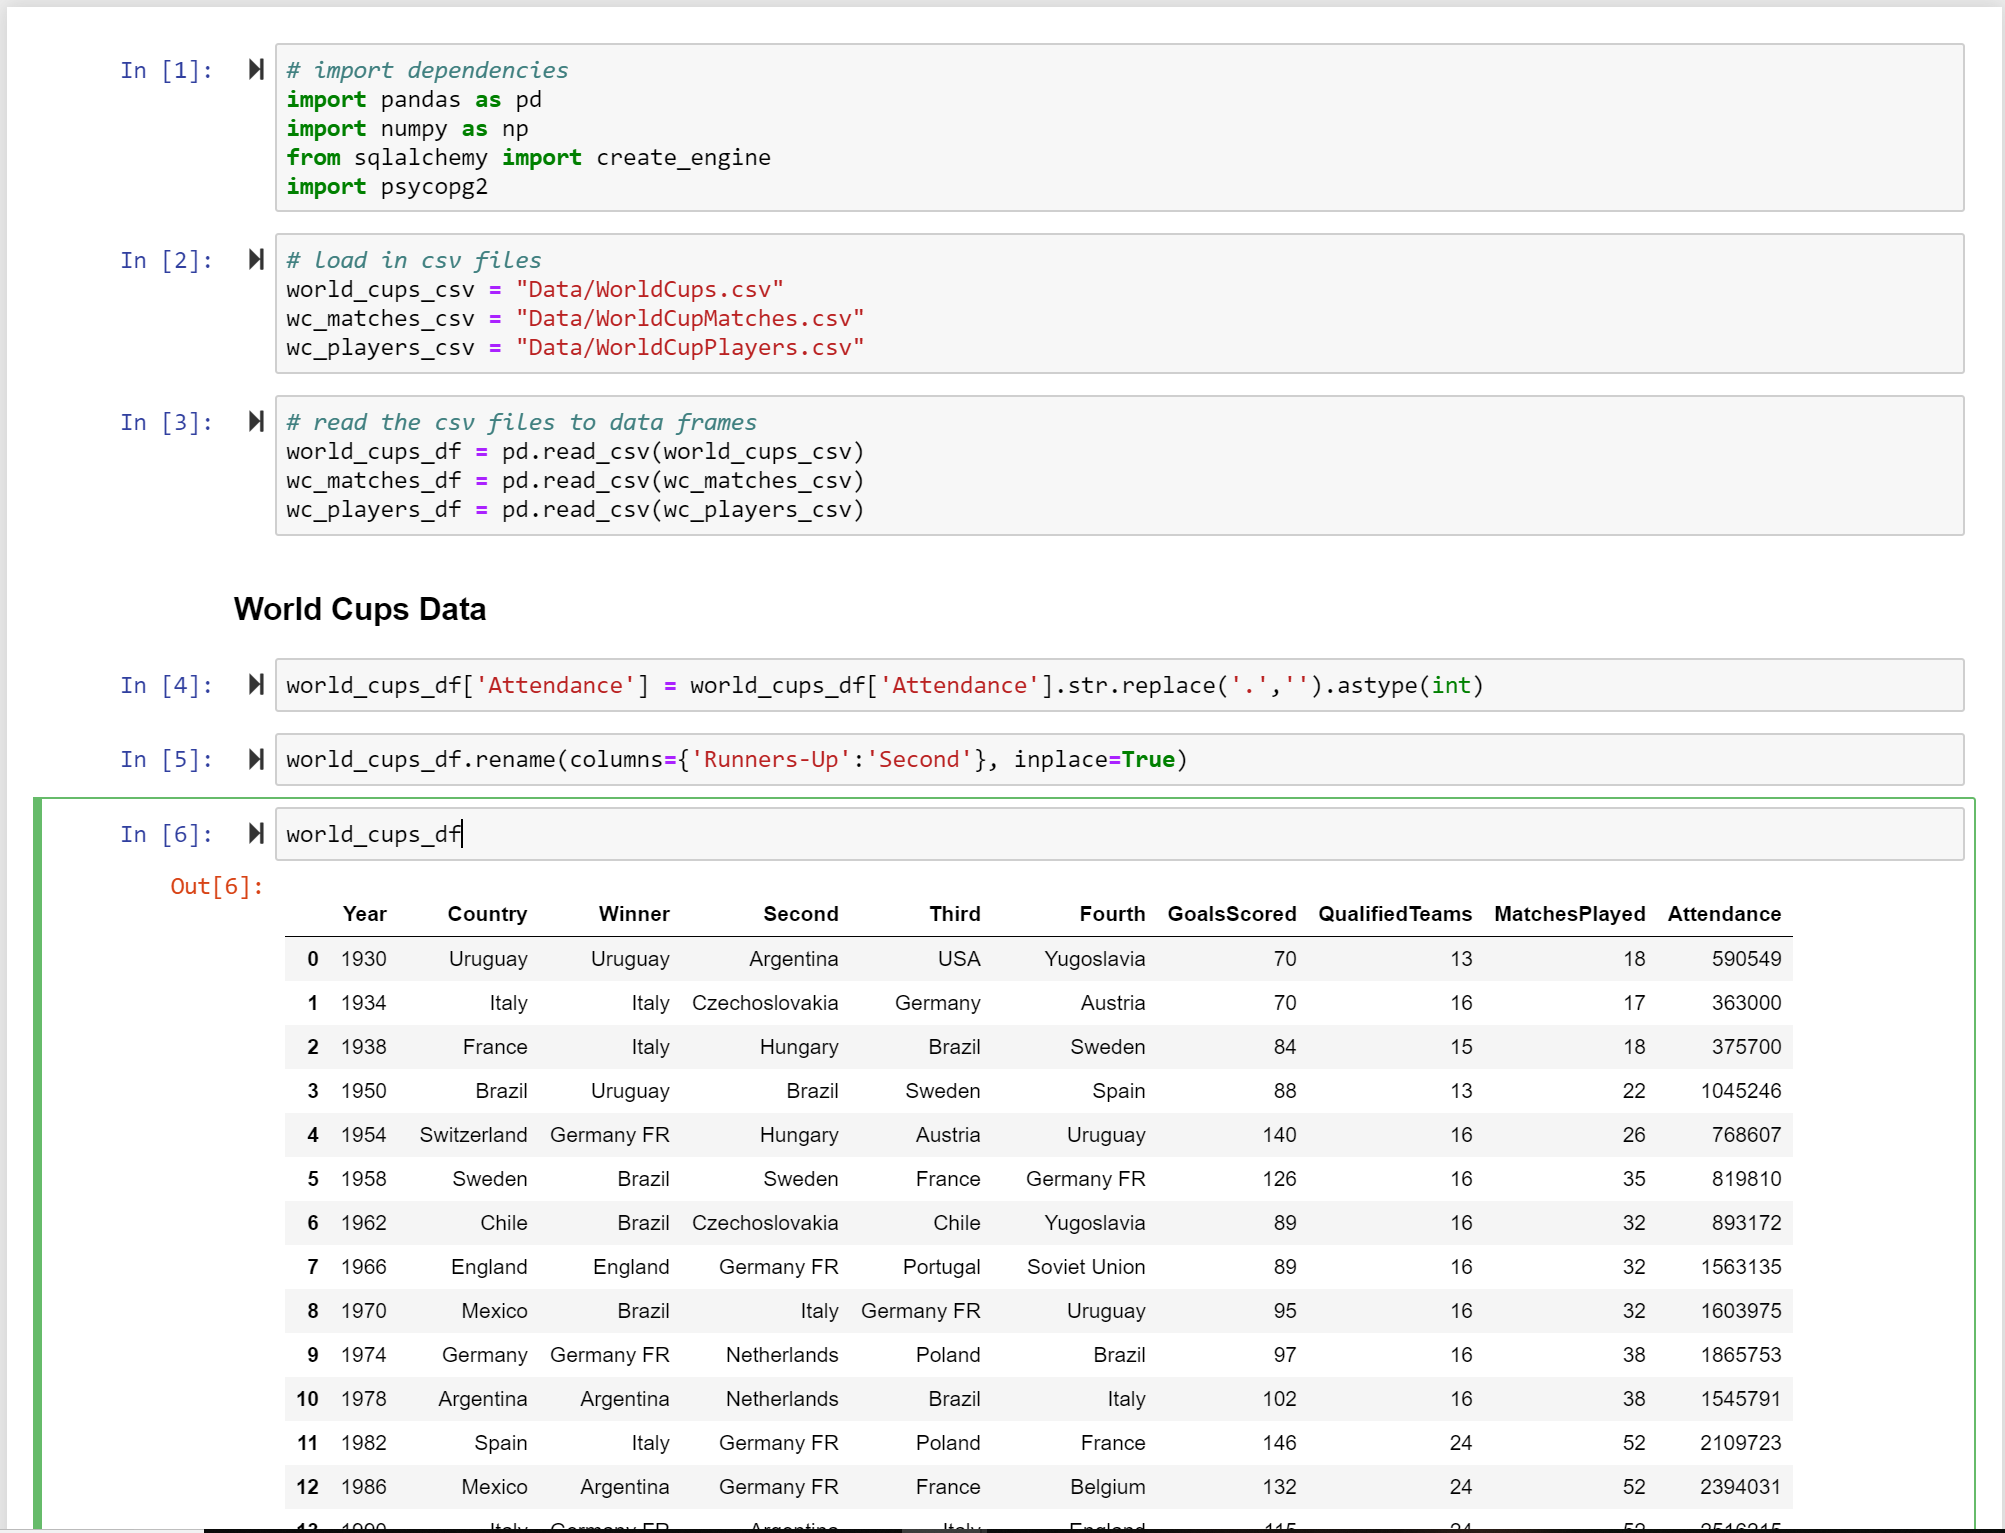 In [1]:
# import dependencies
import pandas as pd
import numpy as np
from sqlalchemy import create_engine
import psycopg2
In [2]:
# load in csv files
world_cups_csv = "Data/WorldCups.csv"
wc_matches_csv = "Data/WorldCupMatches.csv"
wc_players_csv = "Data/WorldCupPlayers.csv"
In [3]:
# read the csv files to data frames
world_cups_df = pd.read_csv(world_cups_csv)
wc_matches_df = pd.read_csv(wc_matches_csv)
wc_players_df = pd.read_csv(wc_players_csv)
World Cups Data
In [4]: world_cups_df['Attendance'] = world_cups_df['Attendance'].str.replace('.','').astype(int)
In [5]: world_cups_df.rename(columns={'Runners-Up':'Second'}, inplace=True)
In [6]: world_cups_df
Out[6]:
Year Country Winner Second Third Fourth GoalsScored QualifiedTeams MatchesPlayed Attendance
0 1930 Uruguay Uruguay Argentina USA Yugoslavia 70 13 18 590549
1 1934 Italy Italy Czechoslovakia Germany Austria 70 16 17 363000
2 1938 France Italy Hungary Brazil Sweden 84 15 18 375700
3 1950 Brazil Uruguay Brazil Sweden Spain 88 13 22 1045246
4 1954 Switzerland Germany FR Hungary Austria Uruguay 140 16 26 768607
5 1958 Sweden Brazil Sweden France Germany FR 126 16 35 819810
6 1962 Chile Brazil Czechoslovakia Chile Yugoslavia 89 16 32 893172
7 1966 England England Germany FR Portugal Soviet Union 89 16 32 1563135
8 1970 Mexico Brazil Italy Germany FR Uruguay 95 16 32 1603975
9 1974 Germany Germany FR Netherlands Poland Brazil 97 16 38 1865753
10 1978 Argentina Argentina Netherlands Brazil Italy 102 16 38 1545791
11 1982 Spain Italy Germany FR Poland France 146 24 52 2109723
12 1986 Mexico Argentina Germany FR France Belgium 132 24 52 2394031